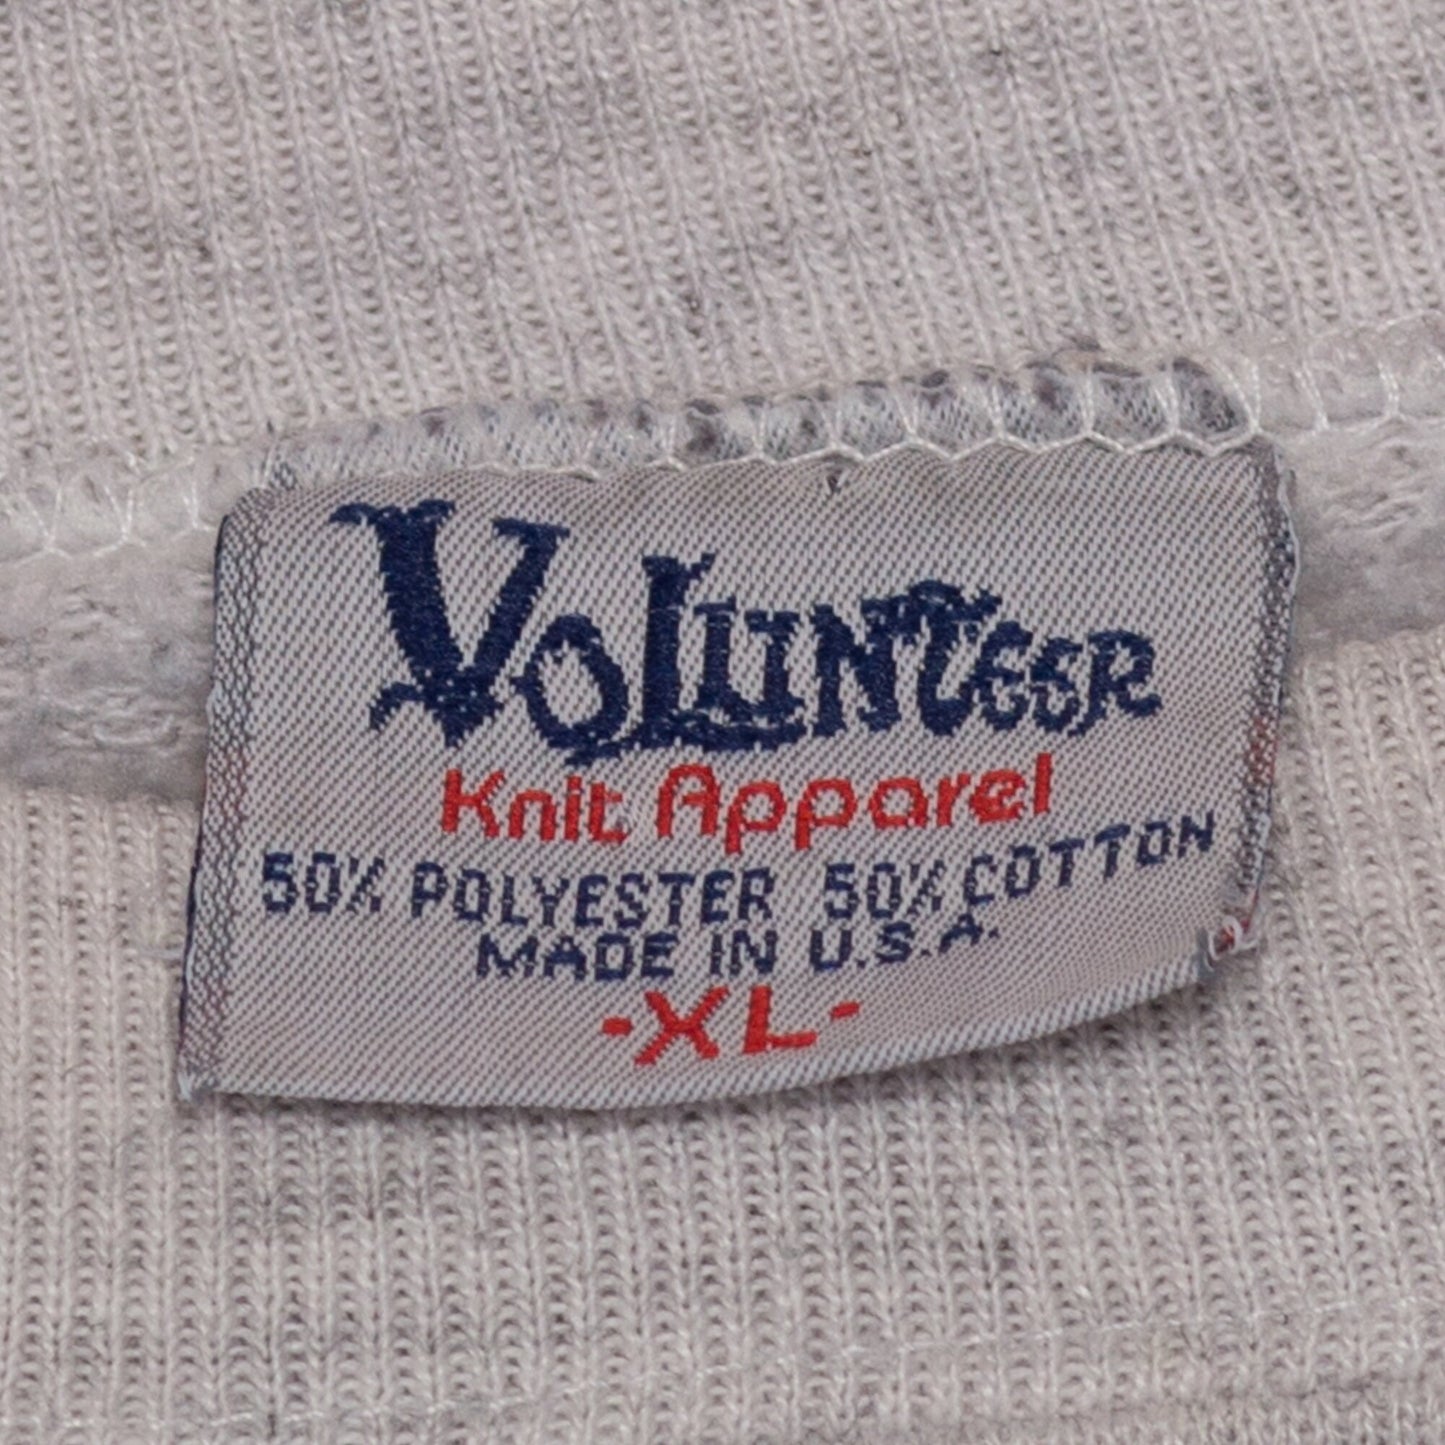 VOLUNTEER
Knit Apparel
50% POLYESTER 50% COTTON
MADE IN U.S.A.
-XL-